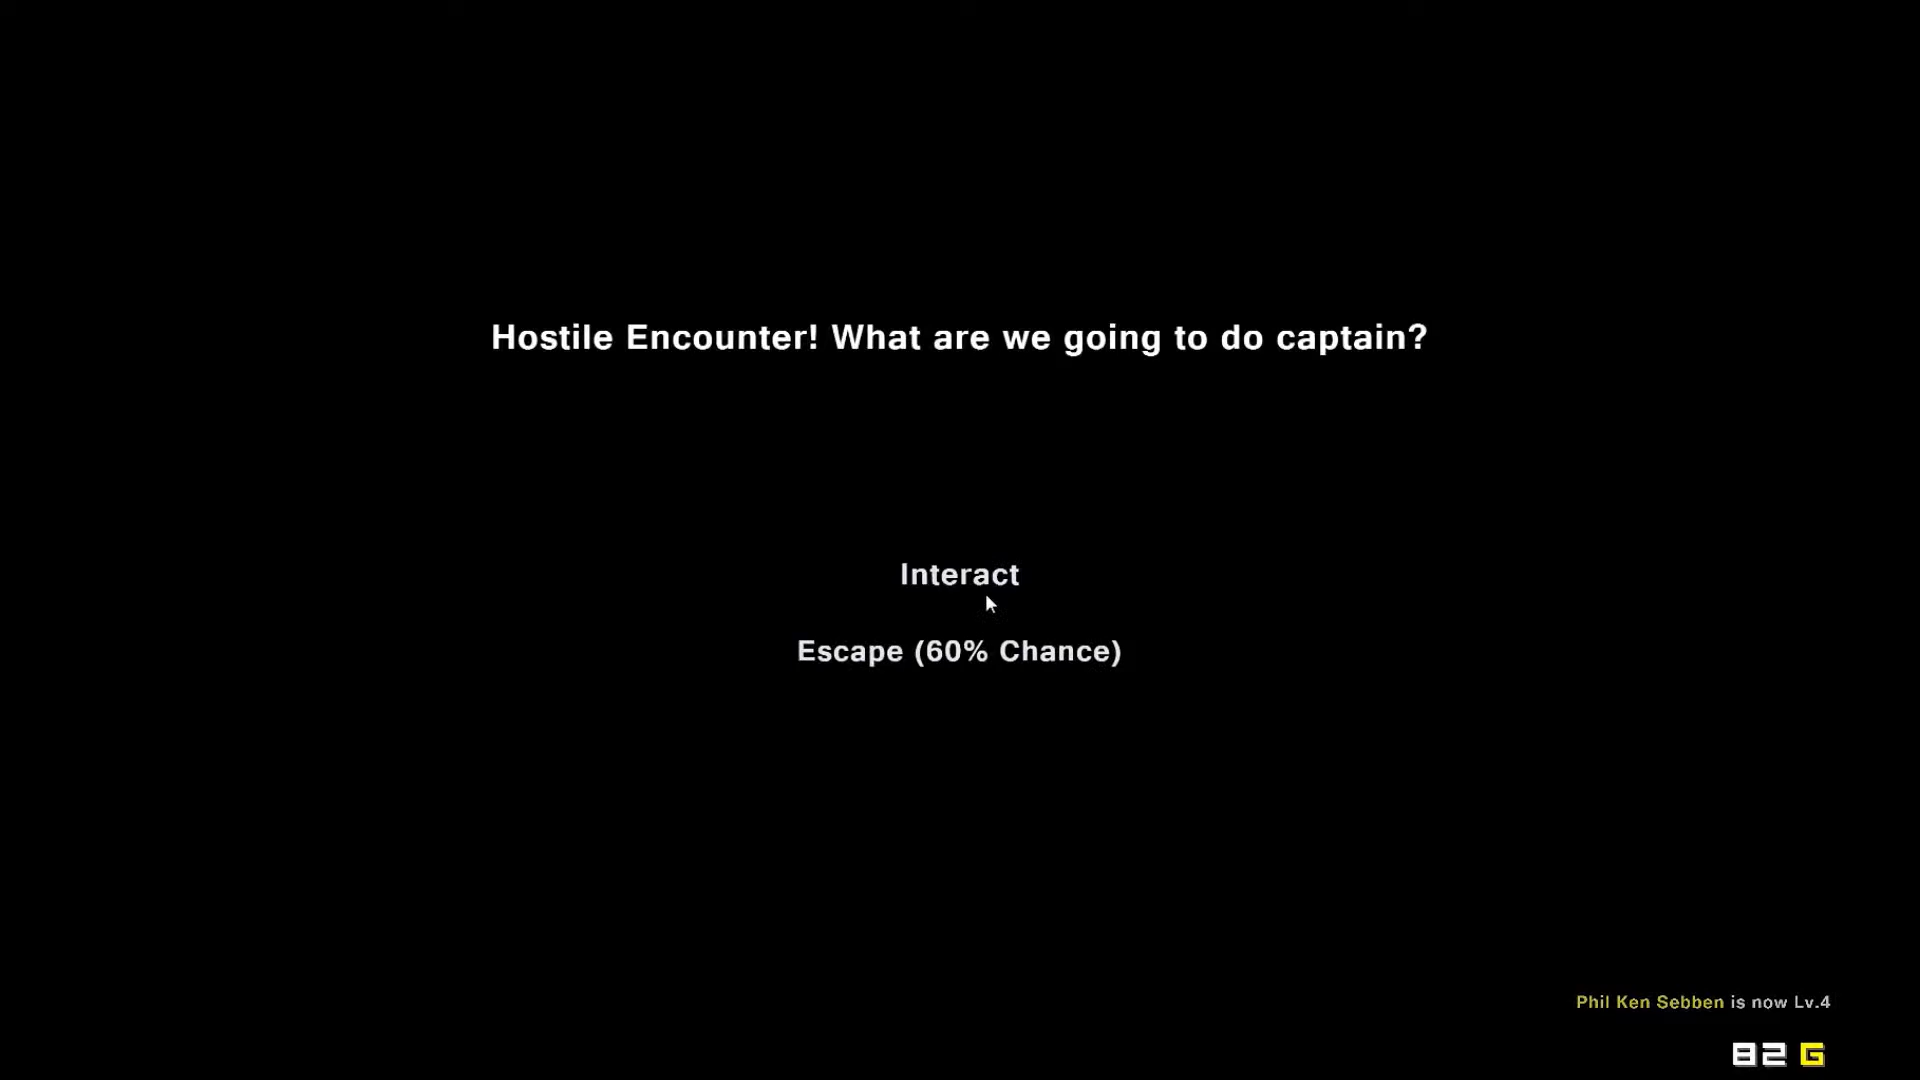 Hostile Encounter! What are we going to do captain?
Interact
Escape (60% Chance)
Phil Ken Sebben is now Lv.4
82 G